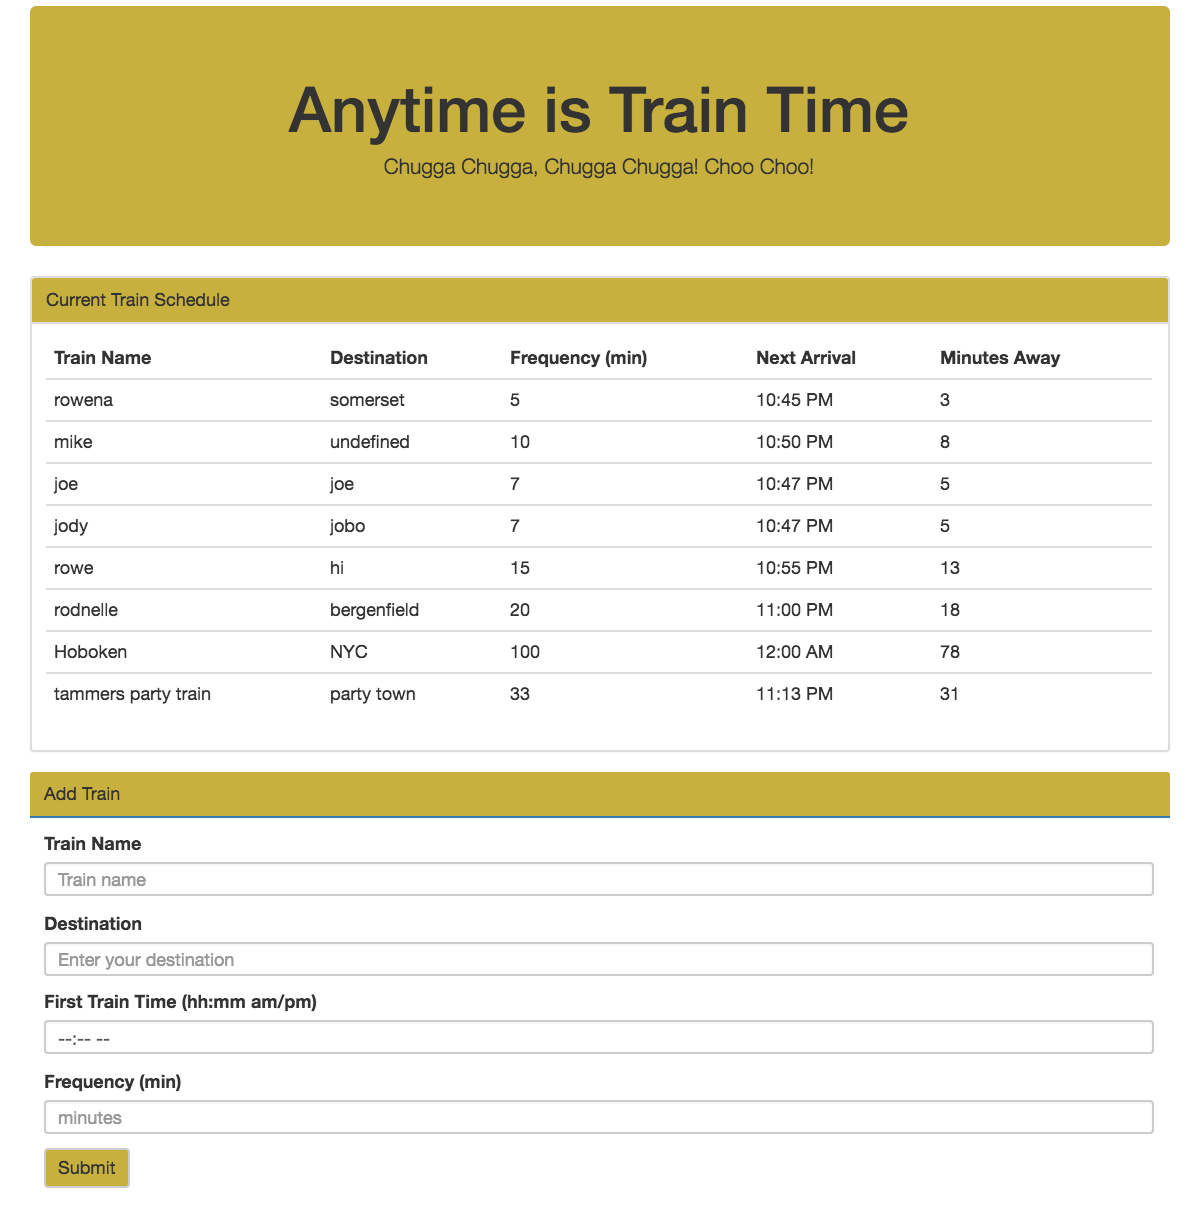 Anytime is Train Time
Chugga Chugga, Chugga Chugga! Choo Choo!
Current Train Schedule
Train Name Destination Frequency (min) Next Arrival Minutes Away
rowena somerset 5 10:45 PM 3
mike undefined 10 10:50 PM 8
joe joe 7 10:47 PM 5
jody jobo 7 10:47 PM 5
rowe hi 15 10:55 PM 13
rodnelle bergenfield 20 11:00 PM 18
Hoboken NYC 100 12:00 AM 78
tammers party train party town 33 11:13 PM 31
Add Train
Train Name
Train name
Destination
Enter your destination
First Train Time (hh:mm am/pm)
--:-- --
Frequency (min)
minutes
Submit